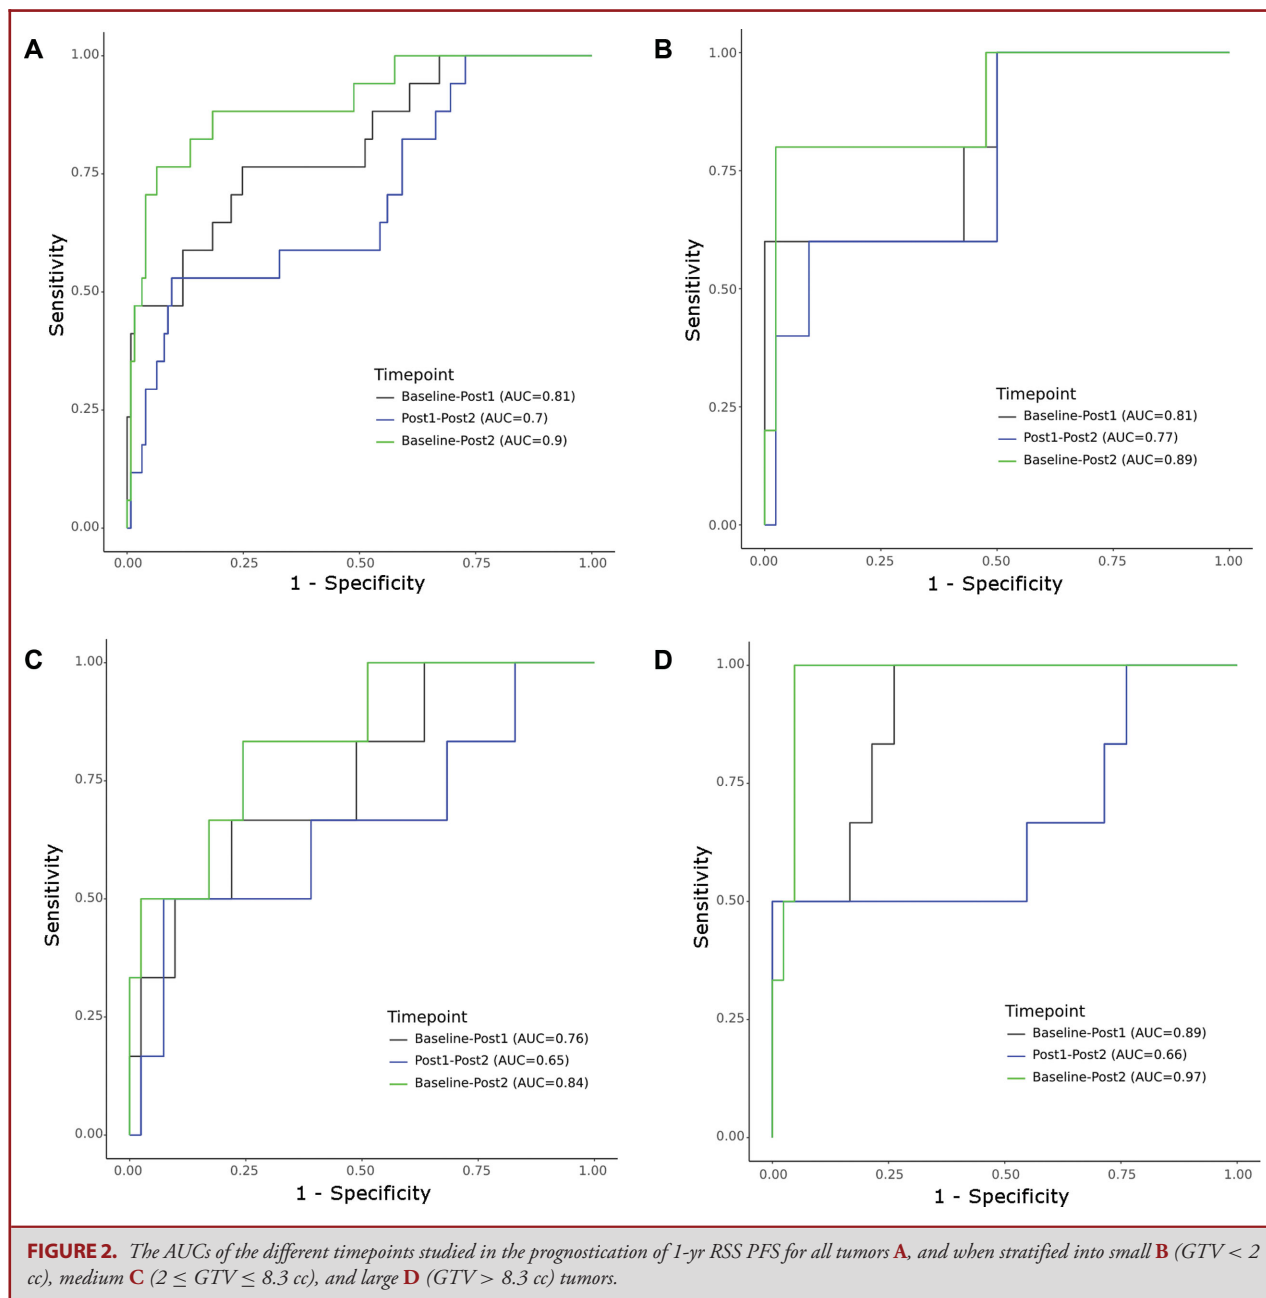 A
1.00
0.75
0.50
0.25
0.00
Sensitivity
0.00 0.25 0.50 0.75 1.00
1 - Specificity
Timepoint
Baseline-Post1 (AUC=0.81)
Post1-Post2 (AUC=0.7)
Baseline-Post2 (AUC=0.9)
B
1.00
0.75
0.50
0.25
0.00
Sensitivity
0.00 0.25 0.50 0.75 1.00
1 - Specificity
Timepoint
Baseline-Post1 (AUC=0.81)
Post1-Post2 (AUC=0.77)
Baseline-Post2 (AUC=0.89)
C
1.00
0.75
0.50
0.25
0.00
Sensitivity
0.00 0.25 0.50 0.75 1.00
1 - Specificity
Timepoint
Baseline-Post1 (AUC=0.76)
Post1-Post2 (AUC=0.65)
Baseline-Post2 (AUC=0.84)
D
1.00
0.75
0.50
0.25
0.00
Sensitivity
0.00 0.25 0.50 0.75 1.00
1 - Specificity
Timepoint
Baseline-Post1 (AUC=0.89)
Post1-Post2 (AUC=0.66)
Baseline-Post2 (AUC=0.97)
FIGURE 2. The AUCs of the different timepoints studied in the prognostication of 1-yr RSS PFS for all tumors A, and when stratified into small B (GTV < 2
cc), medium C (2 ≤ GTV ≤ 8.3 cc), and large D (GTV > 8.3 cc) tumors.